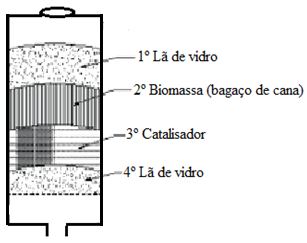 1º Lã de vidro
2º Biomassa (bagaço de cana)
3º Catalisador
4º Lã de vidro